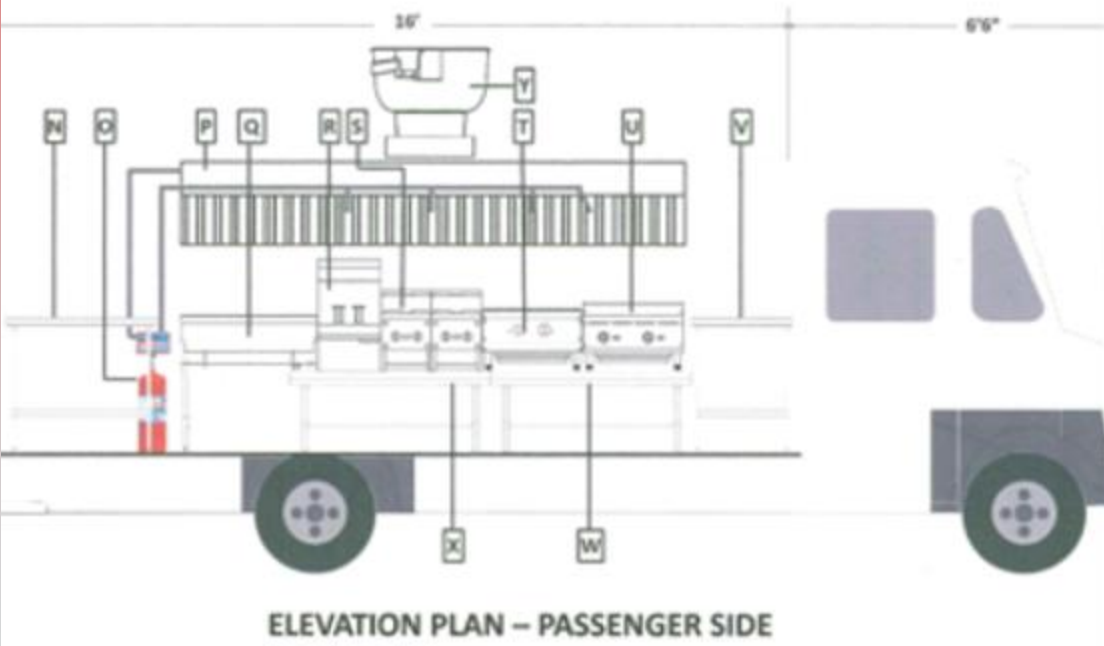 16' 6'6"
Y
N O P Q R S T U V
X W
ELEVATION PLAN – PASSENGER SIDE